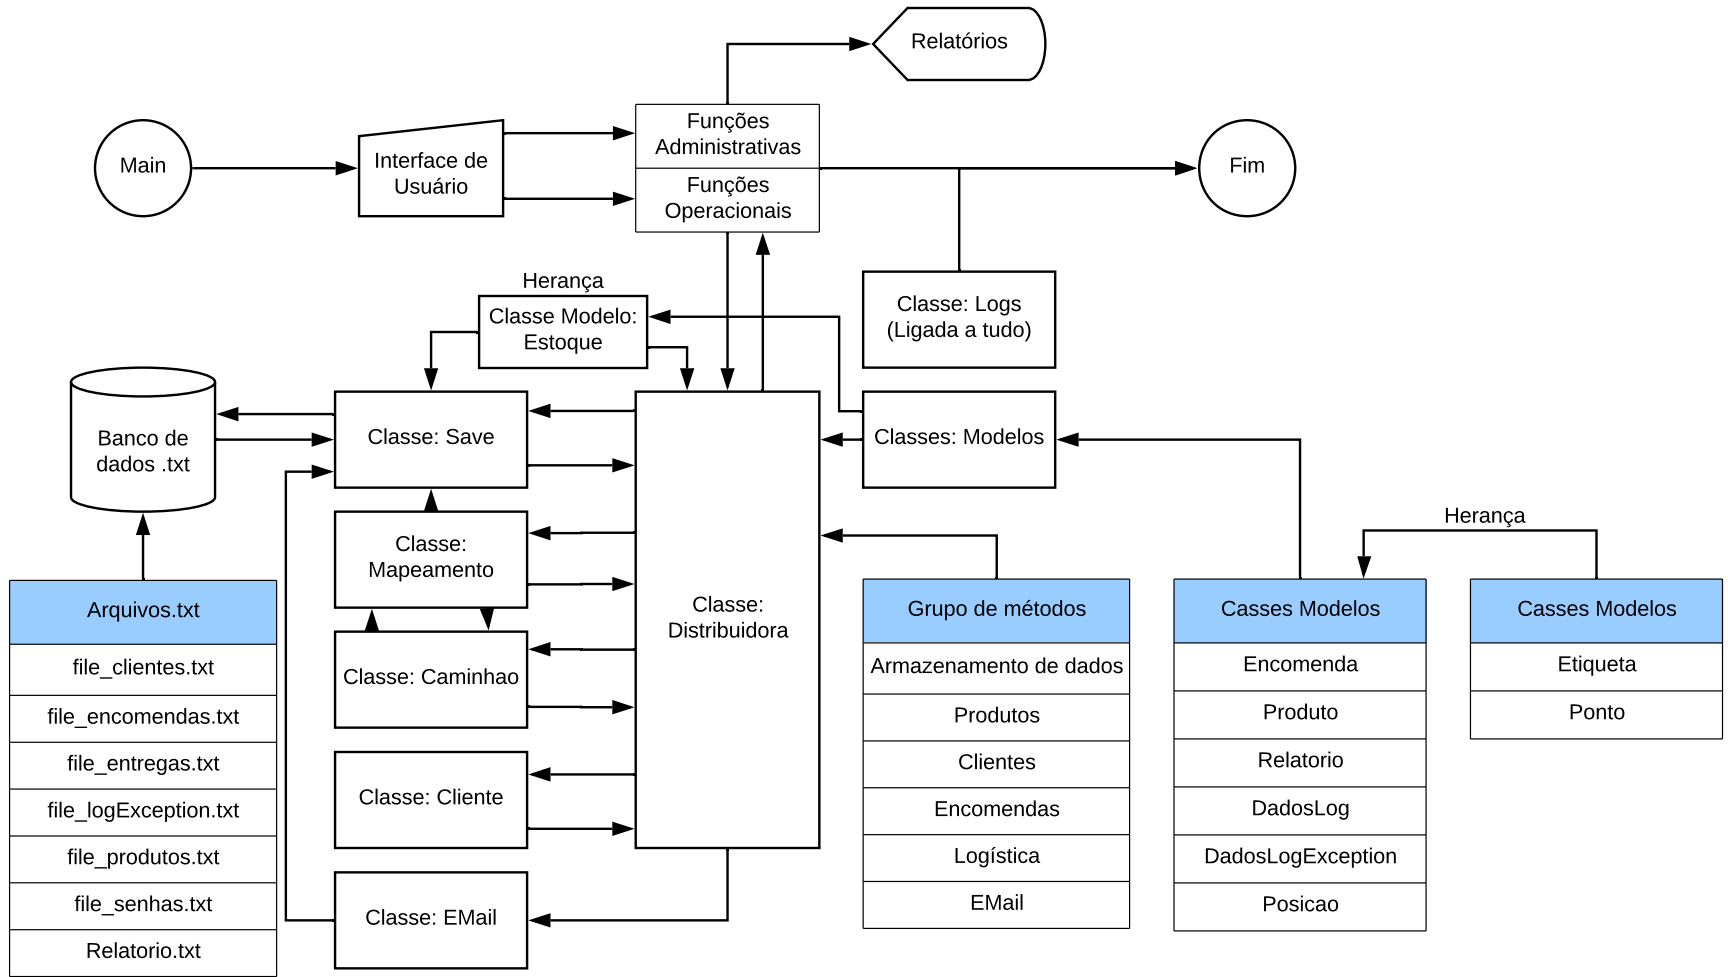 Relatórios
Main
Interface de
Usuário
Funções
Administrativas
Funções
Operacionais
Fim
Herança
Classe Modelo:
Estoque
Classe: Logs
(Ligada a tudo)
Banco de
dados .txt
Classe: Save
Classes: Modelos
Classe:
Mapeamento
Classe:
Distribuidora
Classe: Caminhao
Classe: Cliente
Classe: EMail
Herança
Arquivos.txt
file_clientes.txt
file_encomendas.txt
file_entregas.txt
file_logException.txt
file_produtos.txt
file_senhas.txt
Relatorio.txt
Grupo de métodos
Armazenamento de dados
Produtos
Clientes
Encomendas
Logística
EMail
Casses Modelos
Encomenda
Produto
Relatorio
DadosLog
DadosLogException
Posicao
Casses Modelos
Etiqueta
Ponto